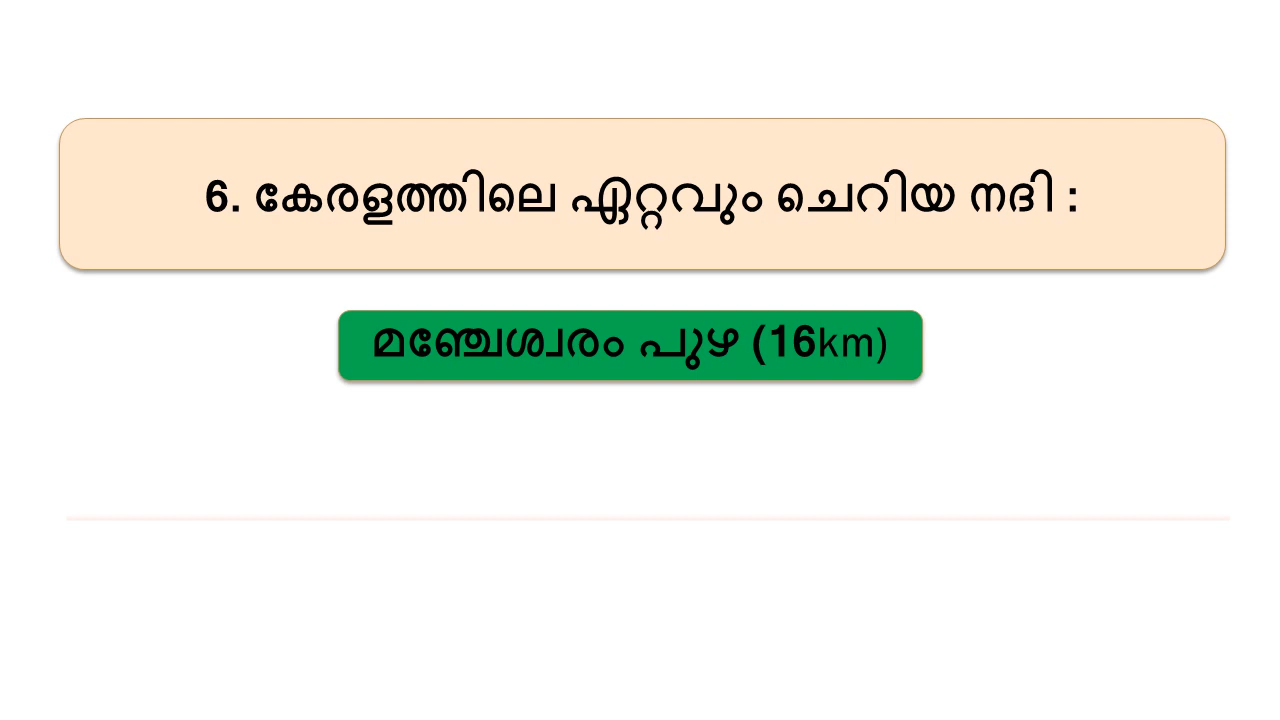 6. കേരളത്തിലെ ഏറ്റവും ചെറിയ നദി :
മഞ്ചേശ്വരം പുഴ (16km)